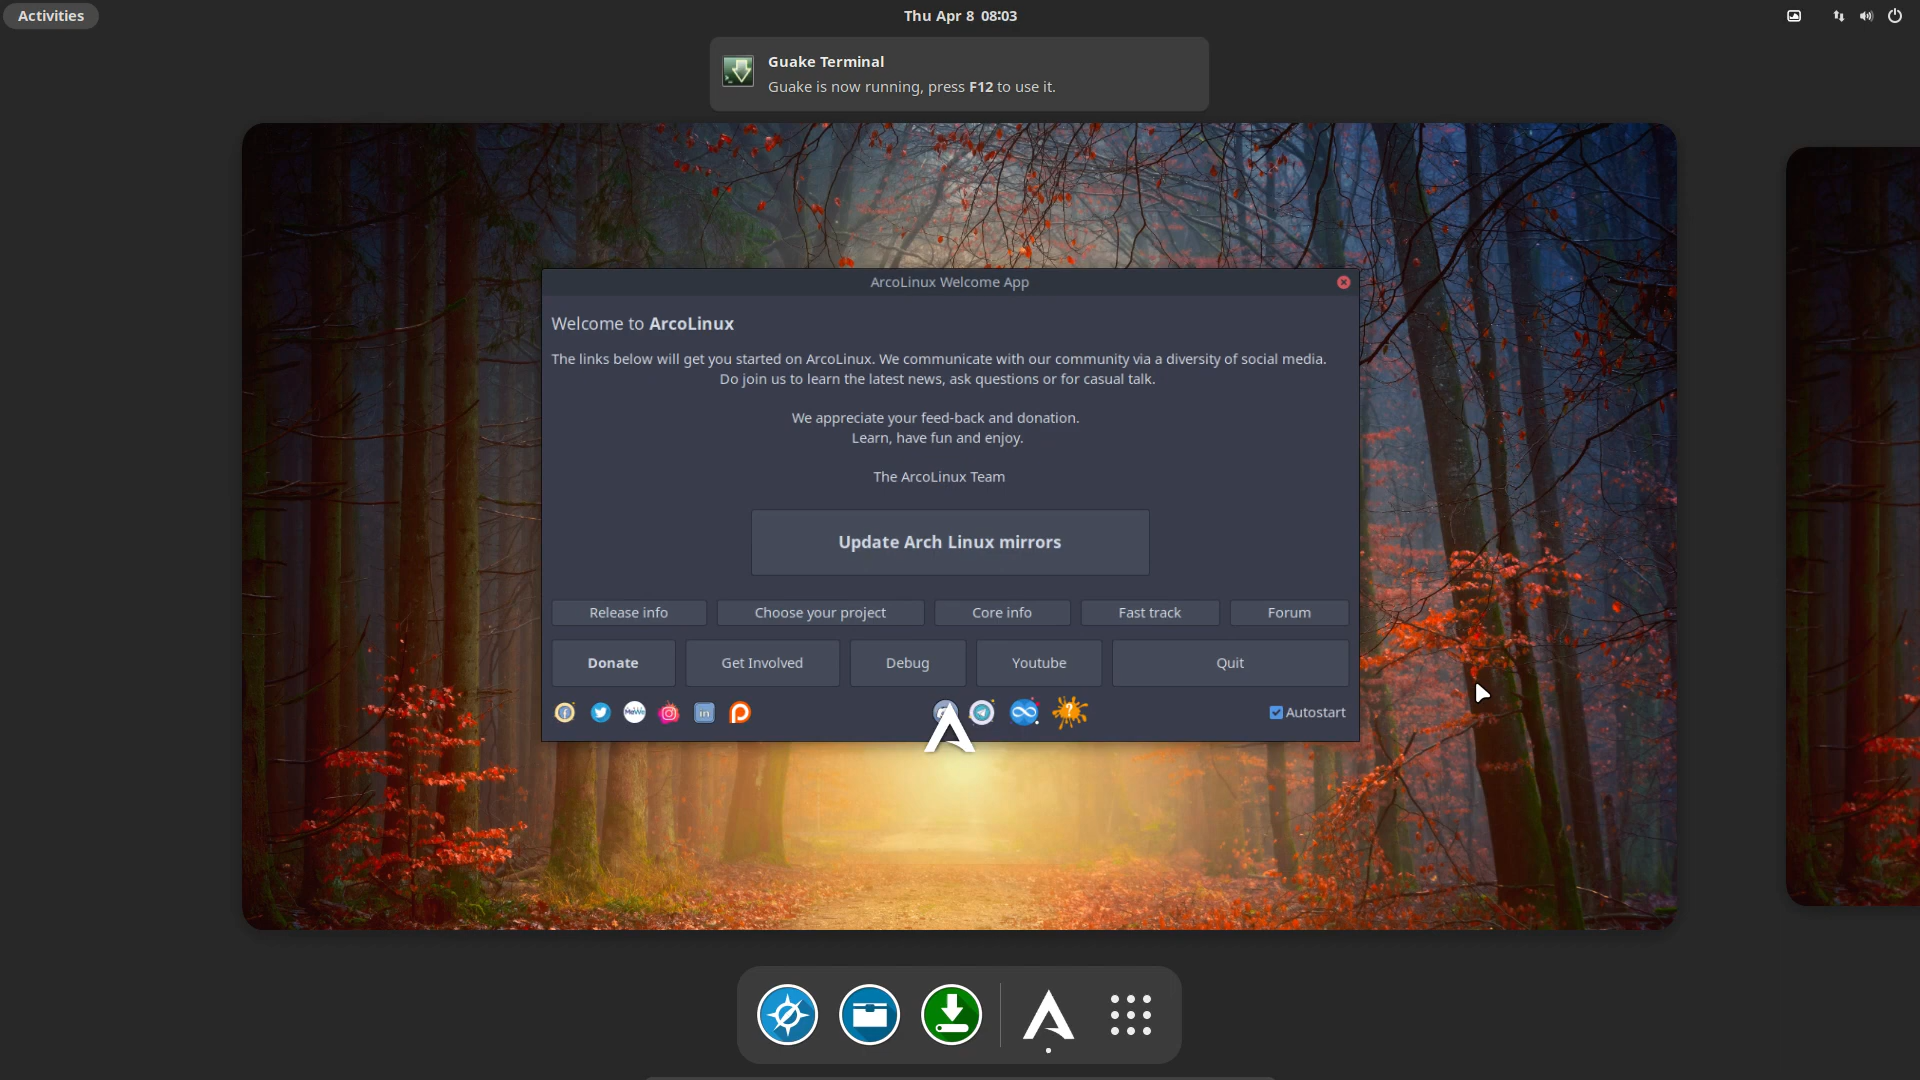 Activities
Thu Apr 8 08:03
Guake Terminal
Guake is now running, press F12 to use it.
ArcoLinux Welcome App
Welcome to ArcoLinux
The links below will get you started on ArcoLinux. We communicate with our community via a diversity of social media.
Do join us to learn the latest news, ask questions or for casual talk.
We appreciate your feed-back and donation.
Learn, have fun and enjoy.
The ArcoLinux Team
Update Arch Linux mirrors
Release info
Choose your project
Core info
Fast track
Forum
Donate
Get Involved
Debug
Youtube
Quit
MeWe
in
?
Autostart